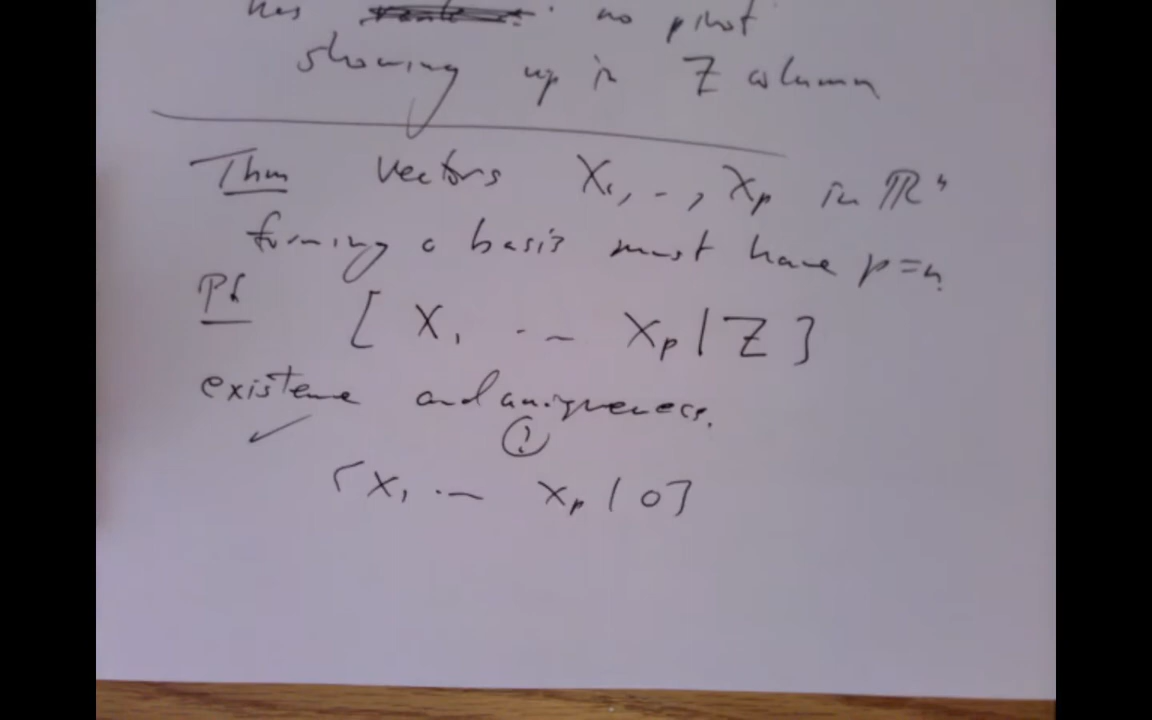 has no pivot
showing up in Z column
Thm vectors X₁, .., Xₚ in ℝⁿ
forming a basis must have p = n.
Pf [ X₁ ... Xₚ | Z ]
existence and uniqueness.
✓ ?
[ X₁ ... Xₚ | 0 ]